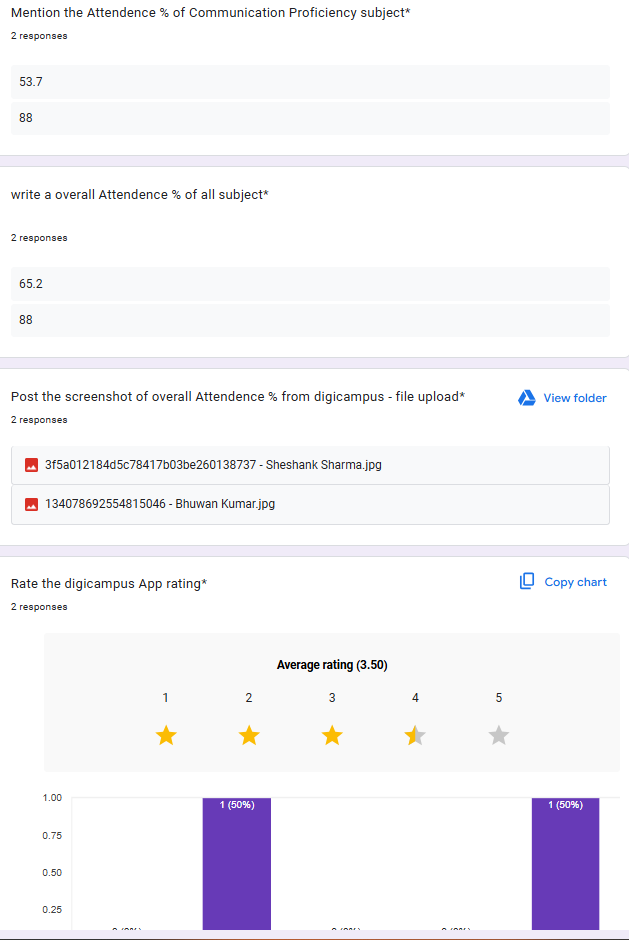 Mention the Attendence % of Communication Proficiency subject*
2 responses
53.7
88
write a overall Attendence % of all subject*
2 responses
65.2
88
Post the screenshot of overall Attendence % from digicampus - file upload*
View folder
2 responses
3f5a012184d5c78417b03be260138737 - Sheshank Sharma.jpg
134078692554815046 - Bhuwan Kumar.jpg
Rate the digicampus App rating*
Copy chart
2 responses
Average rating (3.50)
1 2 3 4 5
1.00
1 (50%) 1 (50%)
0.75
0.50
0.25